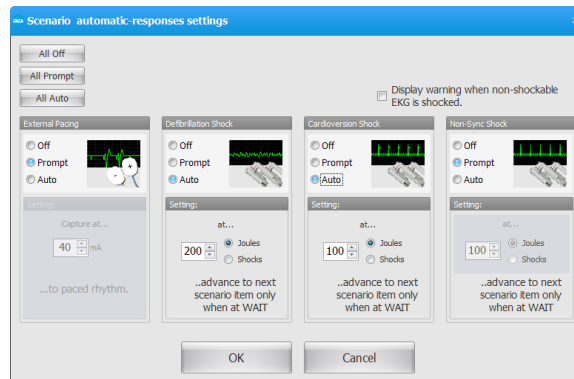 Scenario automatic-responses settings
All Off
All Prompt
All Auto
Display warning when non-shockable
EKG is shocked.
External Pacing
Off
Prompt
Auto
Setting:
Capture at...
40 mA
...to paced rhythm.
Defibrillation Shock
Off
Prompt
Auto
Setting:
at...
200 Joules
Shocks
..advance to next
scenario item only
when at WAIT
Cardioversion Shock
Off
Prompt
Auto
Setting:
at...
100 Joules
Shocks
..advance to next
scenario item only
when at WAIT
Non-Sync Shock
Off
Prompt
Auto
Setting:
at...
100 Joules
Shocks
..advance to next
scenario item only
when at WAIT
OK
Cancel